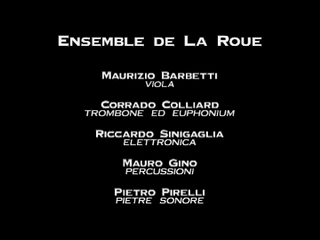 Ensemble de La Roue
Maurizio Barbetti
viola
Corrado Colliard
trombone ed euphonium
Riccardo Sinigaglia
elettronica
Mauro Gino
percussioni
Pietro Pirelli
pietre sonore